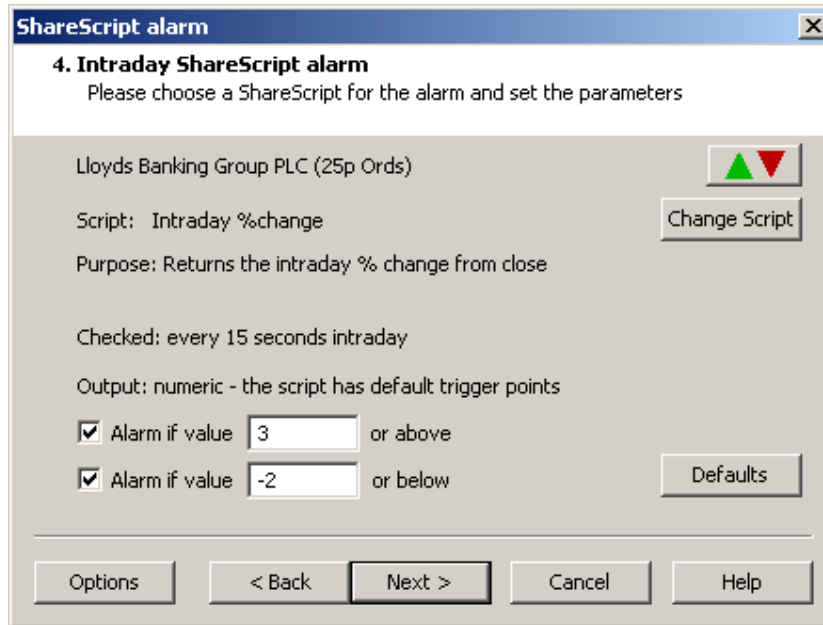 ShareScript alarm
4. Intraday ShareScript alarm
Please choose a ShareScript for the alarm and set the parameters
Lloyds Banking Group PLC (25p Ords)
Script: Intraday %change
Change Script
Purpose: Returns the intraday % change from close
Checked: every 15 seconds intraday
Output: numeric - the script has default trigger points
Alarm if value 3 or above
Alarm if value -2 or below
Defaults
Options < Back Next > Cancel Help